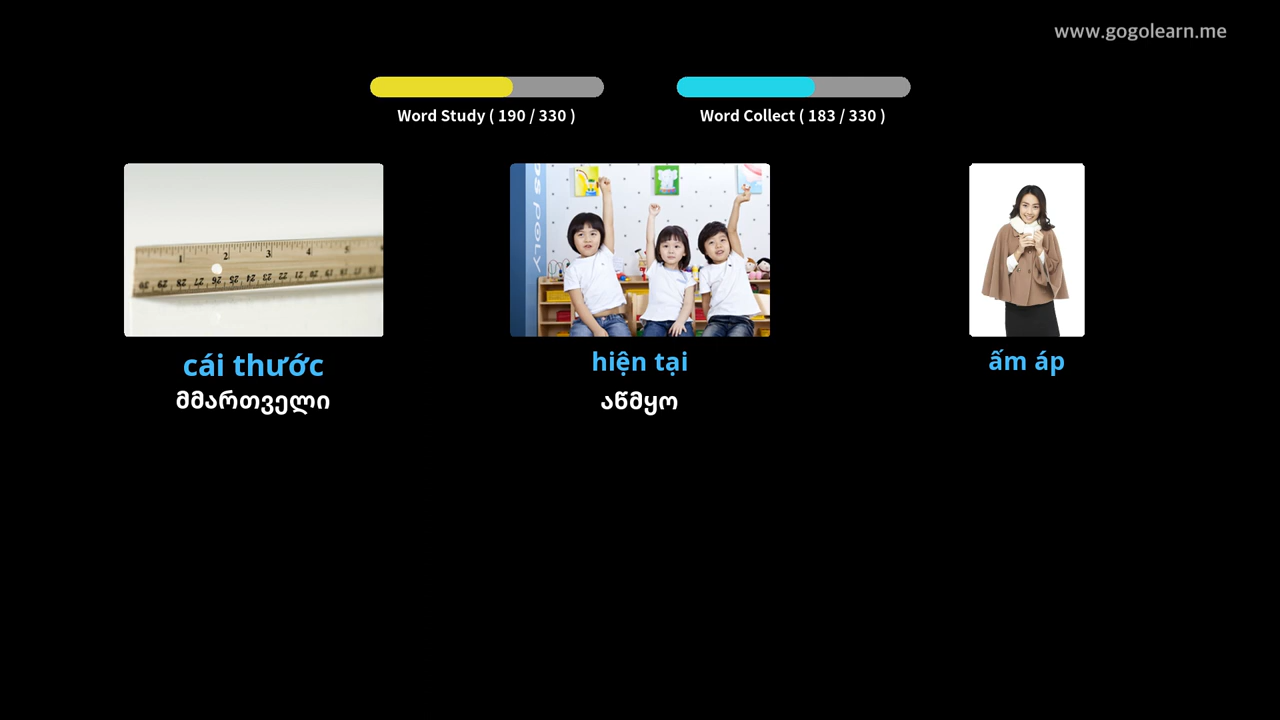 www.gogolearn.me
Word Study ( 190 / 330 )
Word Collect ( 183 / 330 )
cái thước
hiện tại
ấm áp
მმართველი
აწმყო